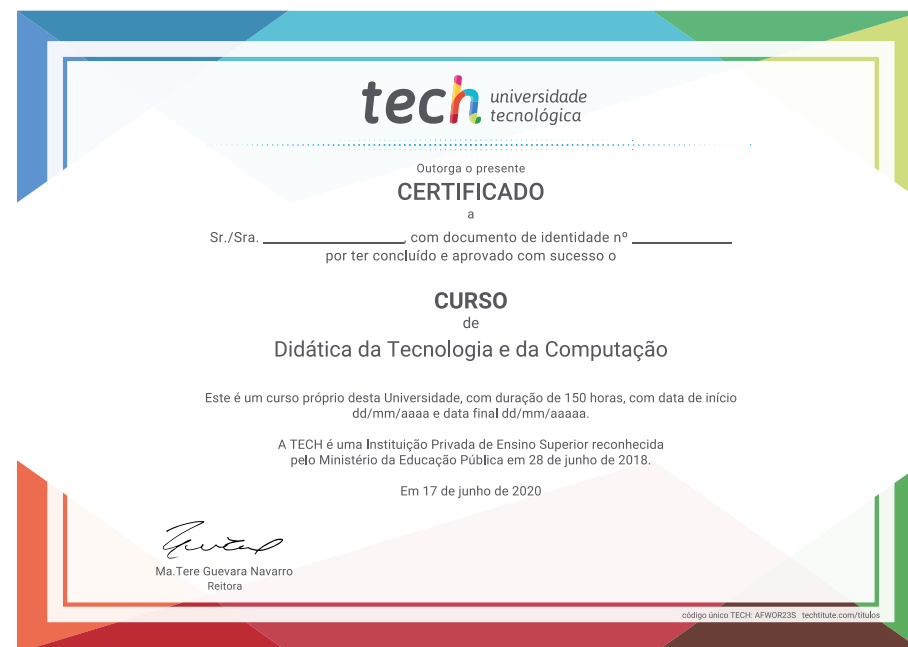 tech universidade
tecnológica
Outorga o presente
CERTIFICADO
a
Sr./Sra. ______________, com documento de identidade nº __________
por ter concluído e aprovado com sucesso o
CURSO
de
Didática da Tecnologia e da Computação
Este é um curso próprio desta Universidade, com duração de 150 horas, com data de início
dd/mm/aaaa e data final dd/mm/aaaaa.
A TECH é uma Instituição Privada de Ensino Superior reconhecida
pelo Ministério da Educação Pública em 28 de junho de 2018.
Em 17 de junho de 2020
Ma.Tere Guevara Navarro
Reitora
código único TECH: AFWOR23S techtitute.com/titulos